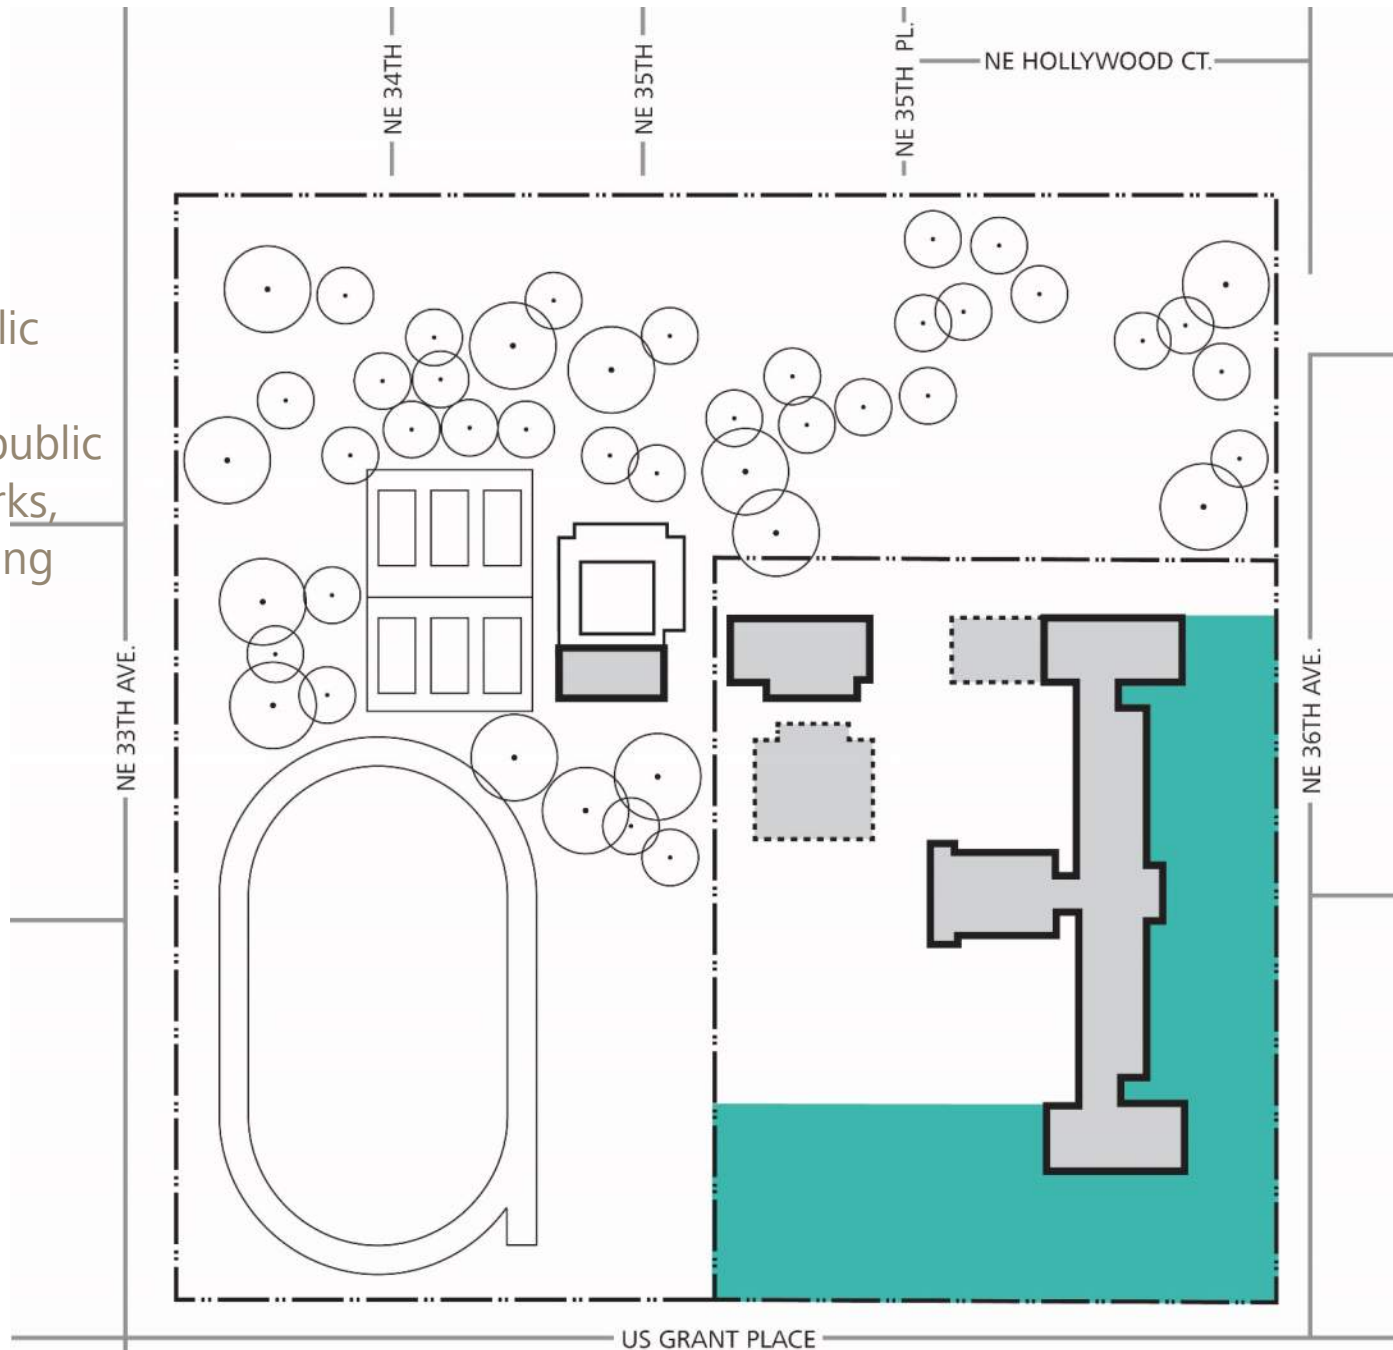 NE 34TH
NE 35TH
NE 35TH PL.
NE HOLLYWOOD CT.
lic
public
rks,
ng
NE 33TH AVE.
NE 36TH AVE.
US GRANT PLACE